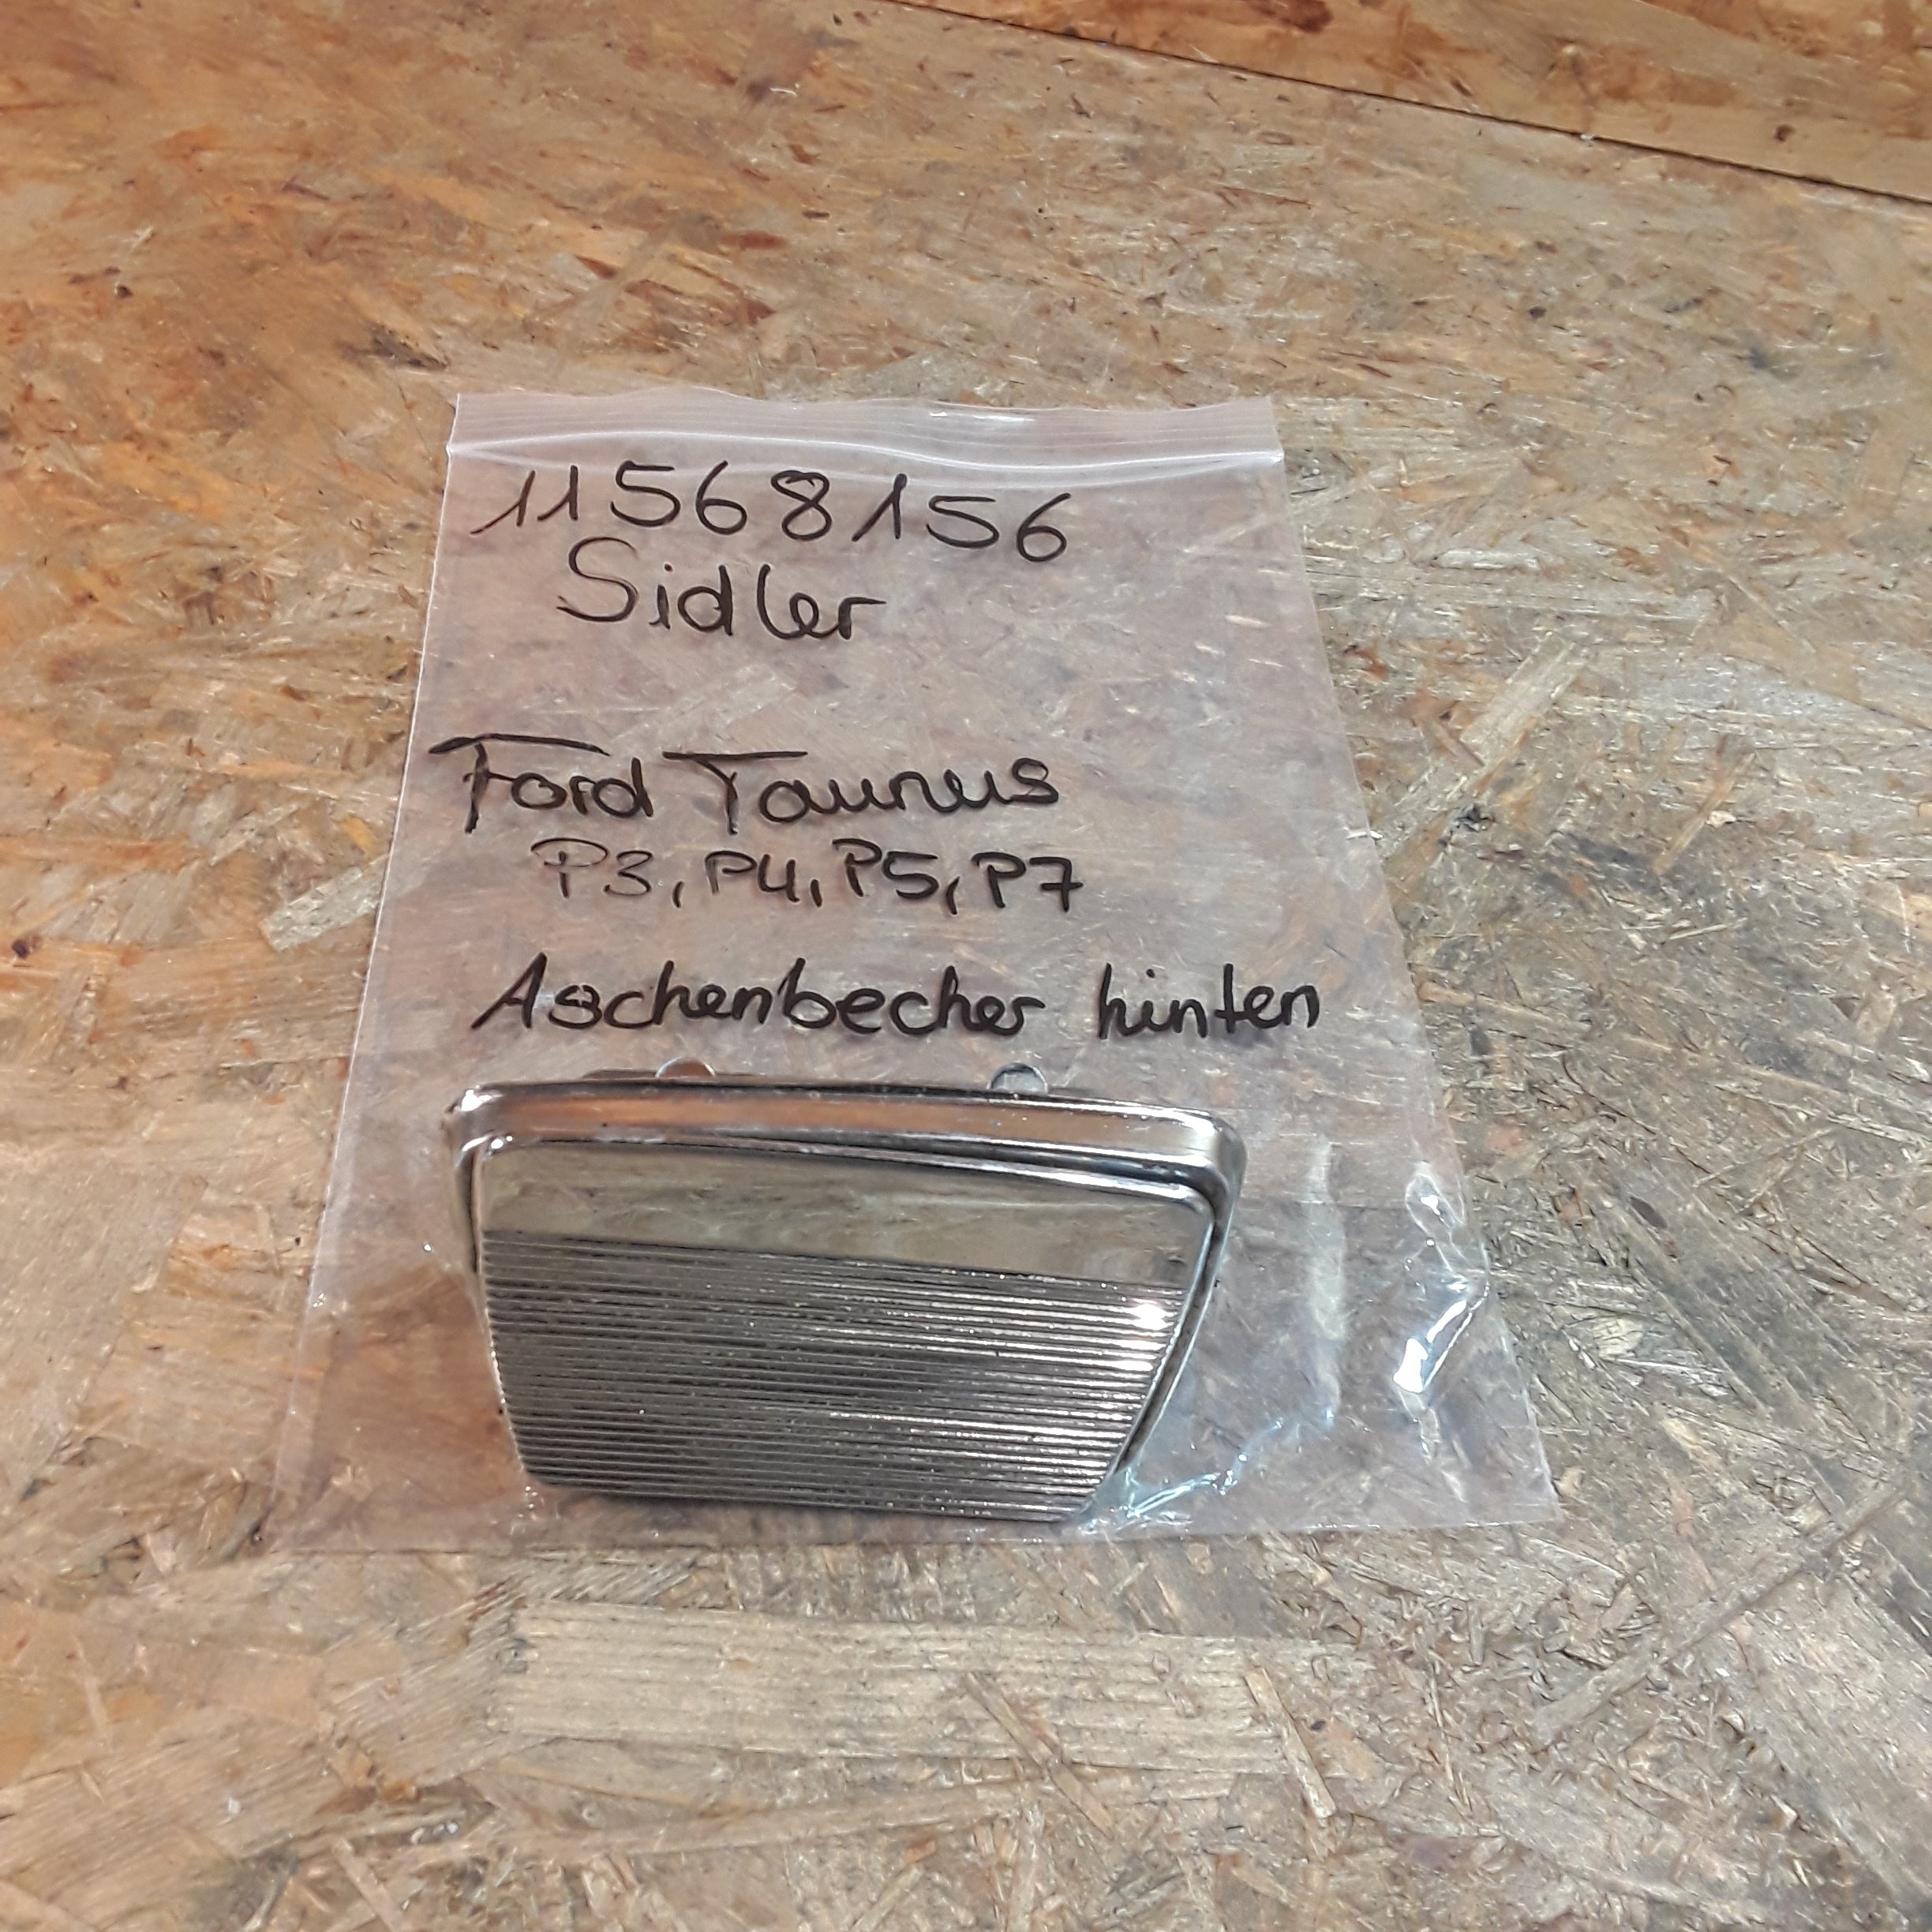 11568156
Sidler
Ford Taunus
P3, P4, P5, P7
Aschenbecher hinten